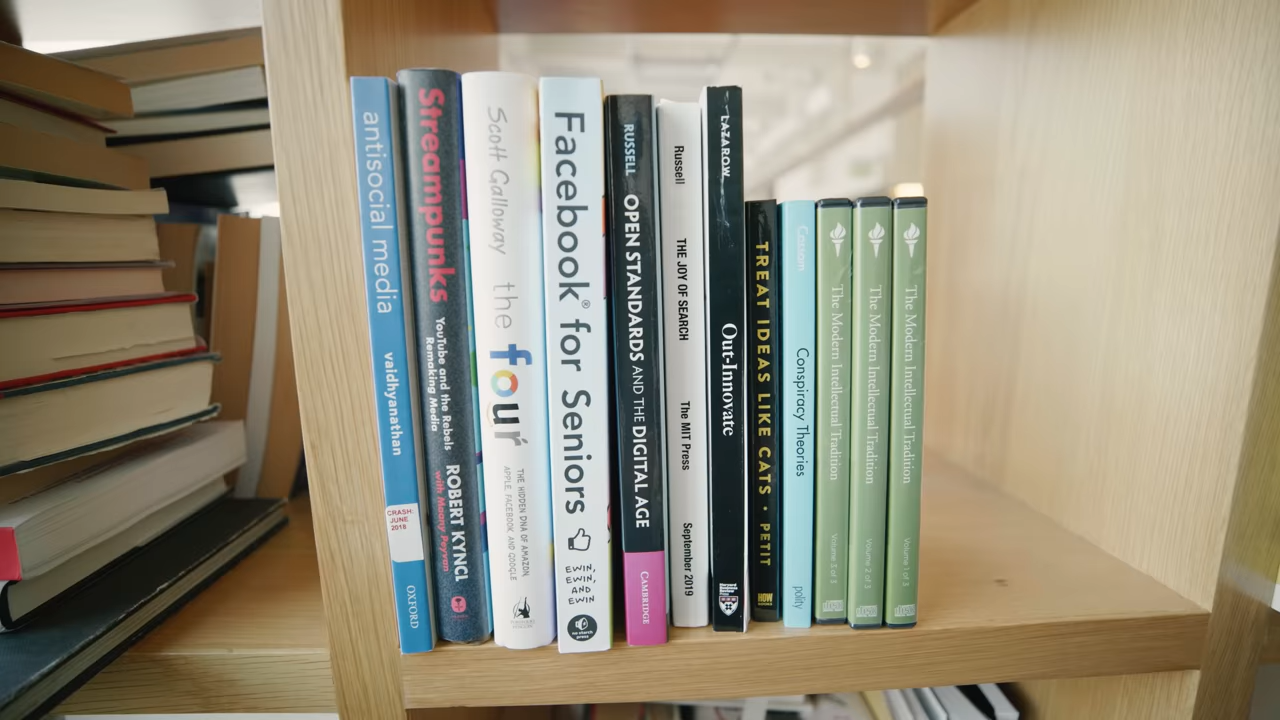 antisocial media
vaidhyanathan
CRASH:
JUNE
2018
OXFORD
Streampunks
YouTube and the Rebels
Remaking Media
ROBERT KYNCL
with Maany Peyvan
Scott Galloway
the four
THE HIDDEN DNA OF AMAZON,
APPLE, FACEBOOK AND GOOGLE
Facebook® for Seniors
EWIN,
EWIN,
AND
EWIN
no starch
press
RUSSELL
OPEN STANDARDS AND THE DIGITAL AGE
CAMBRIDGE
Russell
THE JOY OF SEARCH
The MIT Press
September 2019
LAZAROW
Out-Innovate
Harvard
Business
Review
Press
TREAT IDEAS LIKE CATS • PETIT
HOW
BOOKS
Cassam
Conspiracy Theories
polity
The Modern Intellectual Tradition
Volume 3 of 3
The Modern Intellectual Tradition
Volume 2 of 3
The Modern Intellectual Tradition
Volume 1 of 3